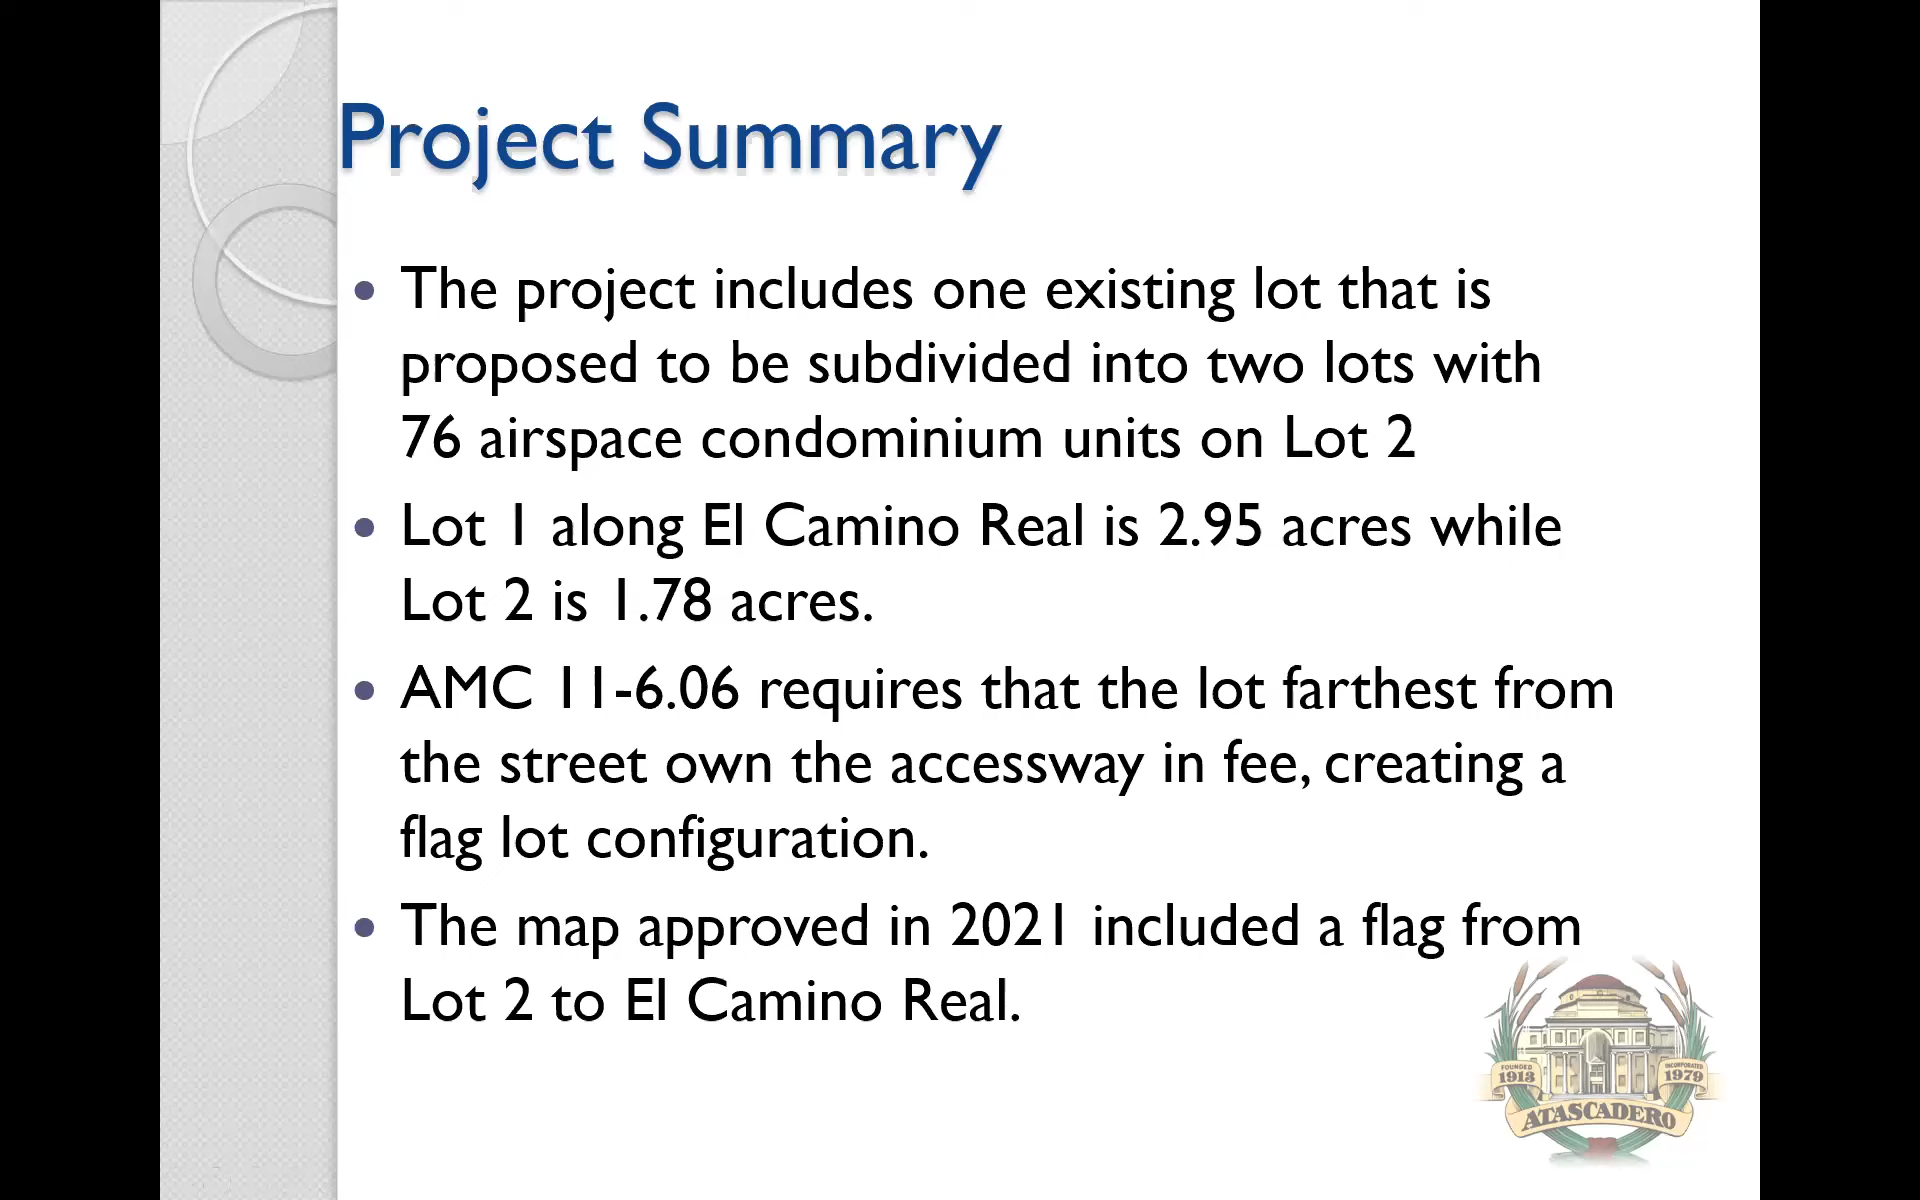 Project Summary
• The project includes one existing lot that is
proposed to be subdivided into two lots with
76 airspace condominium units on Lot 2
• Lot 1 along El Camino Real is 2.95 acres while
Lot 2 is 1.78 acres.
• AMC 11-6.06 requires that the lot farthest from
the street own the accessway in fee, creating a
flag lot configuration.
• The map approved in 2021 included a flag from
Lot 2 to El Camino Real.
FOUNDED
1913
INCORPORATED
1979
ATASCADERO